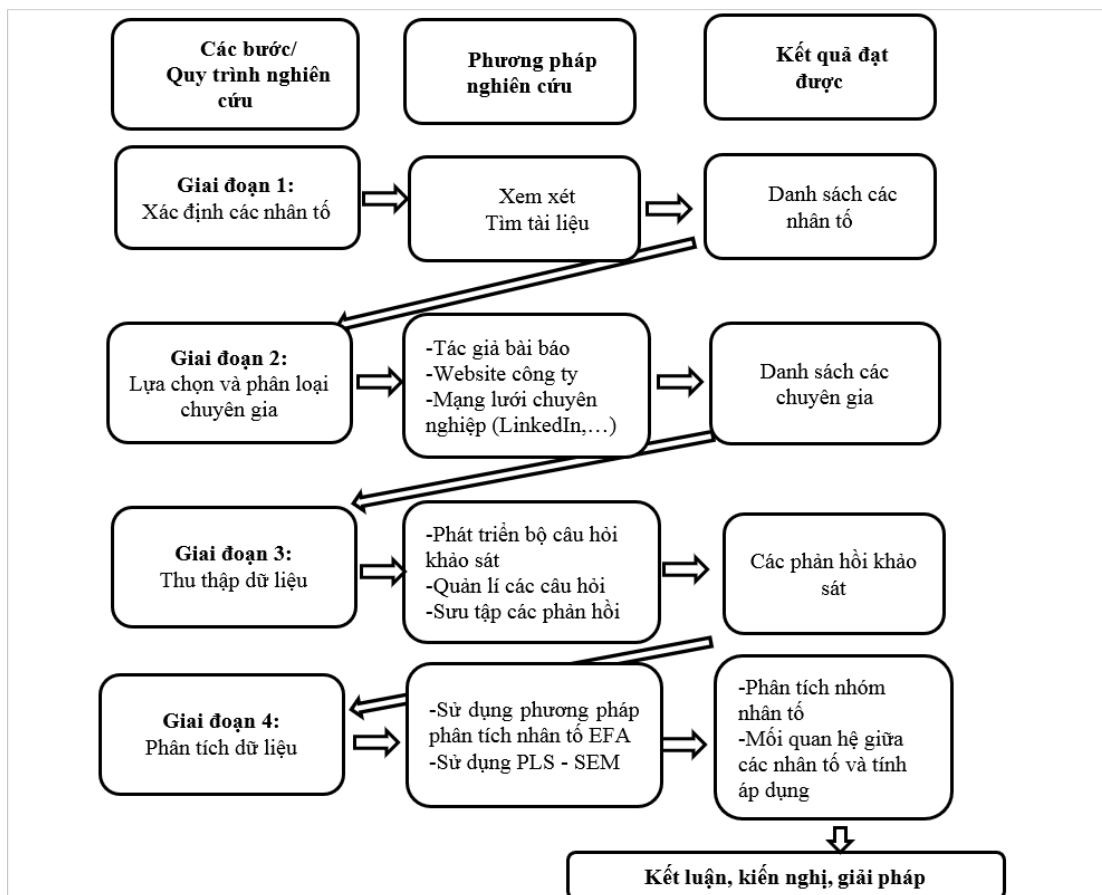 Các bước/
Quy trình nghiên
cứu
Phương pháp
nghiên cứu
Kết quả đạt
được
Giai đoạn 1:
Xác định các nhân tố
Xem xét
Tìm tài liệu
Danh sách các
nhân tố
Giai đoạn 2:
Lựa chọn và phân loại
chuyên gia
-Tác giả bài báo
-Website công ty
-Mạng lưới chuyên
nghiệp (LinkedIn,…)
Danh sách các
chuyên gia
Giai đoạn 3:
Thu thập dữ liệu
-Phát triển bộ câu hỏi
khảo sát
-Quản lí các câu hỏi
-Sưu tập các phản hồi
Các phản hồi khảo
sát
Giai đoạn 4:
Phân tích dữ liệu
-Sử dụng phương pháp
phân tích nhân tố EFA
-Sử dụng PLS - SEM
-Phân tích nhóm
nhân tố
-Mối quan hệ giữa
các nhân tố và tính
áp dụng
Kết luận, kiến nghị, giải pháp